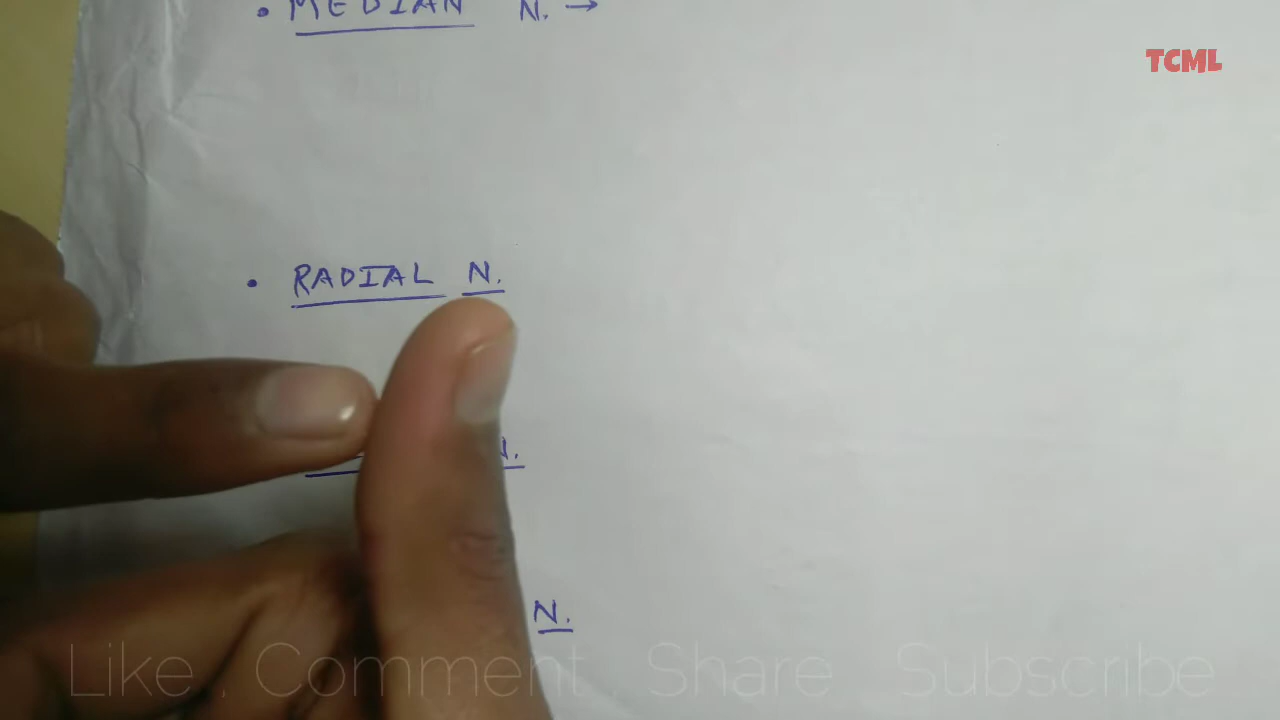 • MEDIAN N. →
TCML
• RADIAL N.
N.
N.
Like , Comment , Share , Subscribe